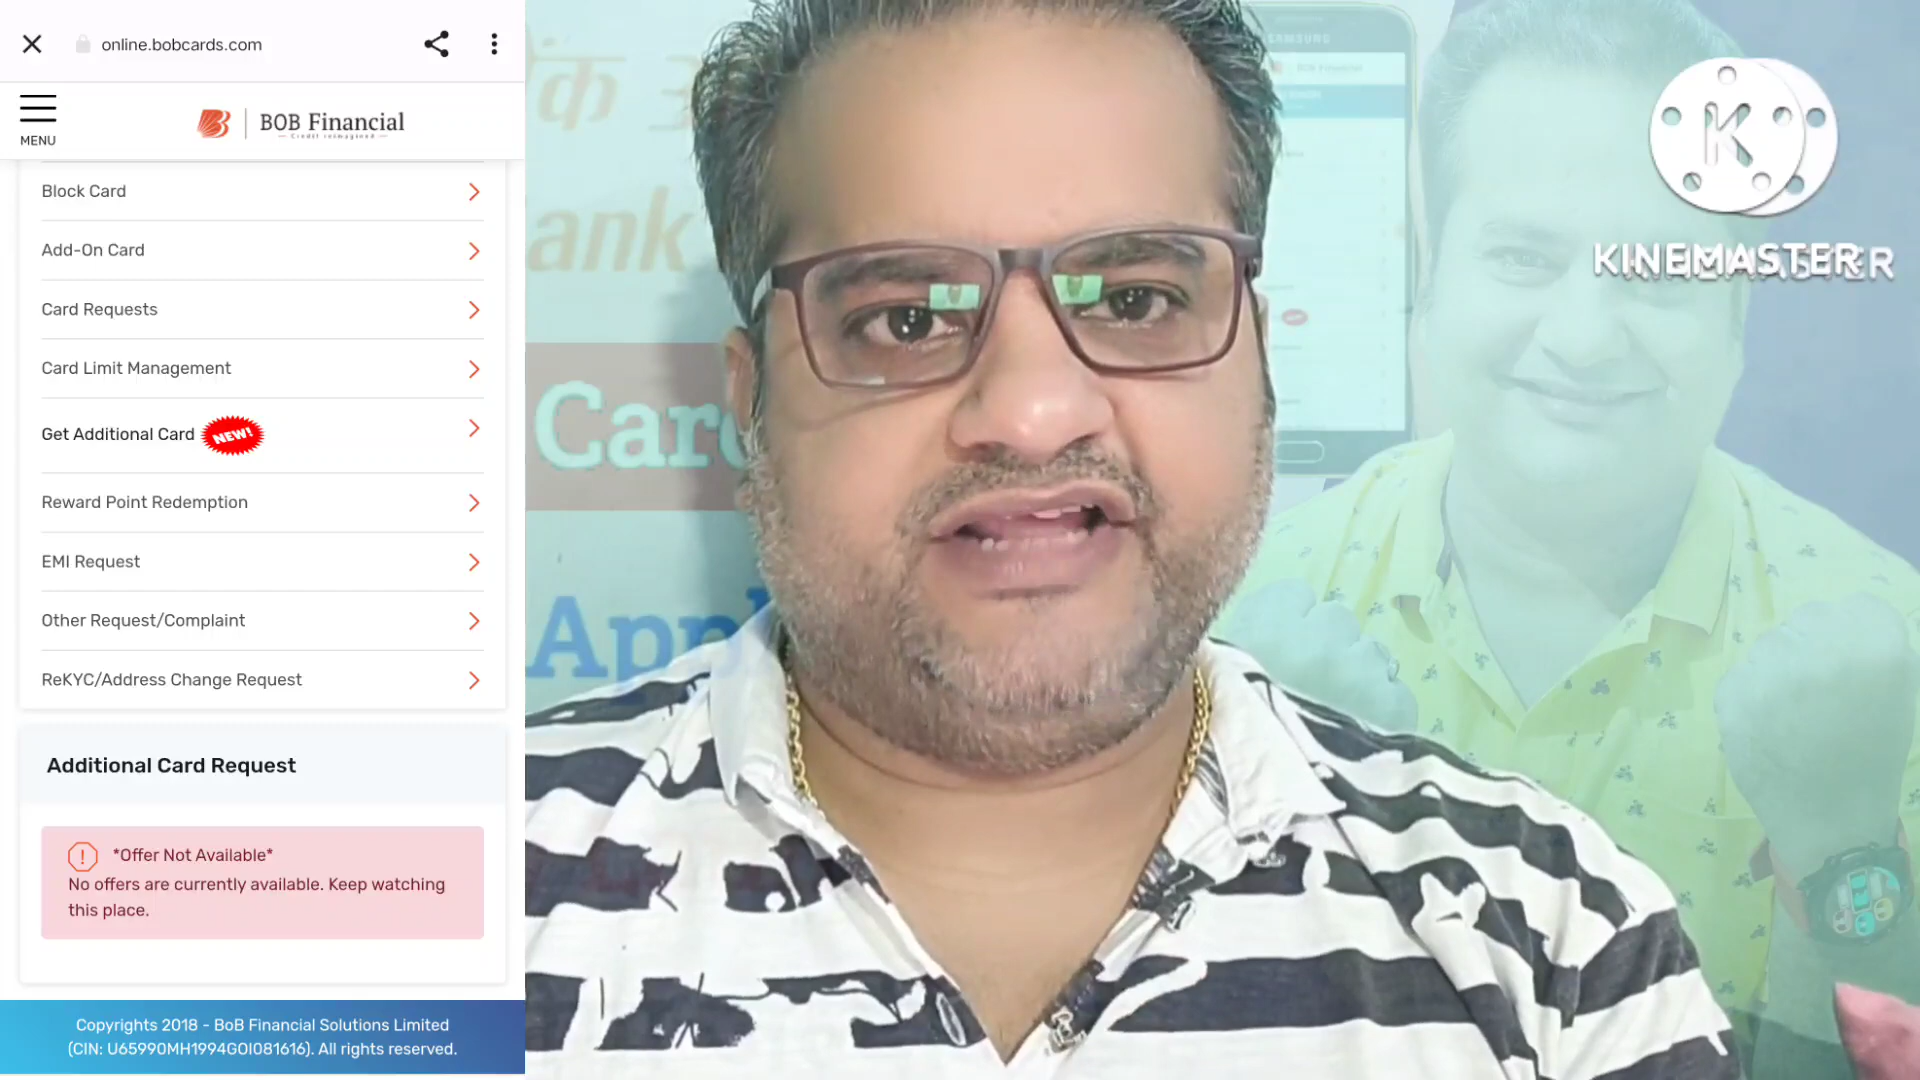 online.bobcards.com
MENU
BOB Financial
Credit reimagined
Block Card
Add-On Card
Card Requests
Card Limit Management
Get Additional Card NEW!
Reward Point Redemption
EMI Request
Other Request/Complaint
ReKYC/Address Change Request
Additional Card Request
*Offer Not Available*
No offers are currently available. Keep watching
this place.
Copyrights 2018 - BoB Financial Solutions Limited
(CIN: U65990MH1994GOI081616). All rights reserved.
SAMSUNG
K
KINEMASTER